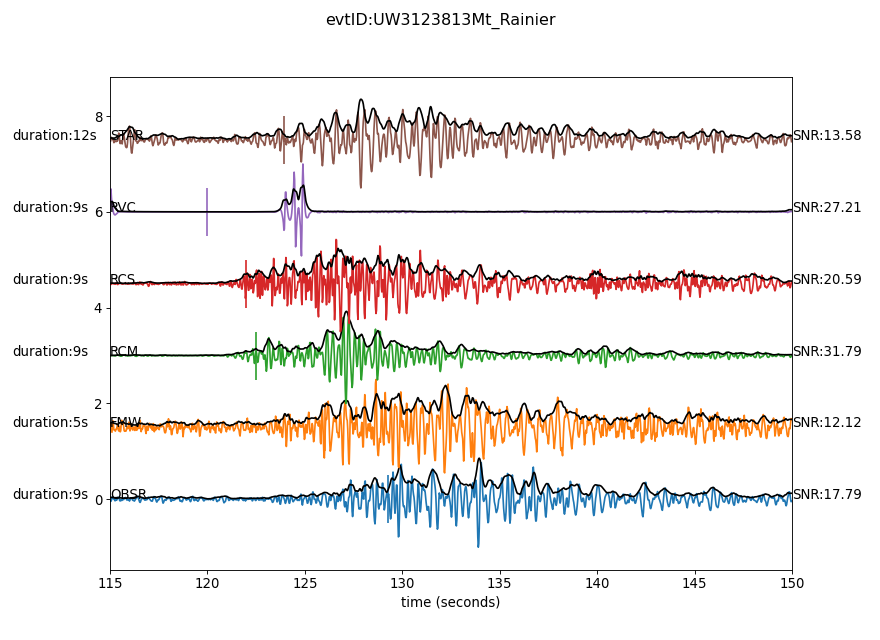 evtID:UW3123813Mt_Rainier
8
duration:12s STAR SNR:13.58
duration:9s RVC SNR:27.21
6
duration:9s RCS SNR:20.59
4
duration:9s RCM SNR:31.79
2
duration:5s FMW SNR:12.12
duration:9s OBSR SNR:17.79
0
115 120 125 130 135 140 145 150
time (seconds)